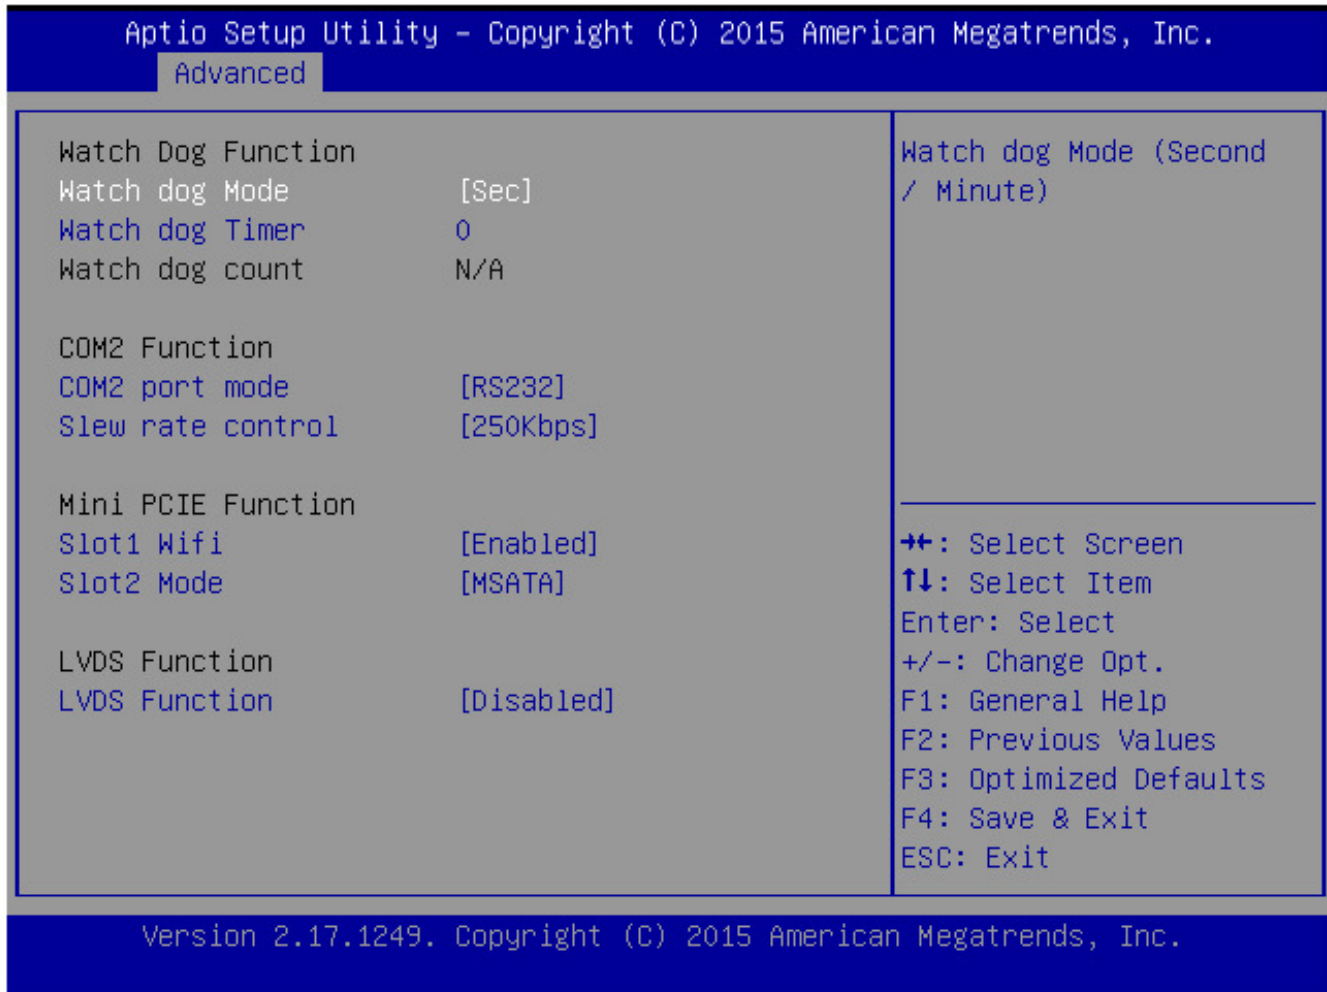 Aptio Setup Utility – Copyright (C) 2015 American Megatrends, Inc.
Advanced
Watch Dog Function
Watch dog Mode [Sec]
Watch dog Timer 0
Watch dog count N/A
COM2 Function
COM2 port mode [RS232]
Slew rate control [250Kbps]
Mini PCIE Function
Slot1 Wifi [Enabled]
Slot2 Mode [MSATA]
LVDS Function
LVDS Function [Disabled]
Watch dog Mode (Second
/ Minute)
→←: Select Screen
↑↓: Select Item
Enter: Select
+/-: Change Opt.
F1: General Help
F2: Previous Values
F3: Optimized Defaults
F4: Save & Exit
ESC: Exit
Version 2.17.1249. Copyright (C) 2015 American Megatrends, Inc.